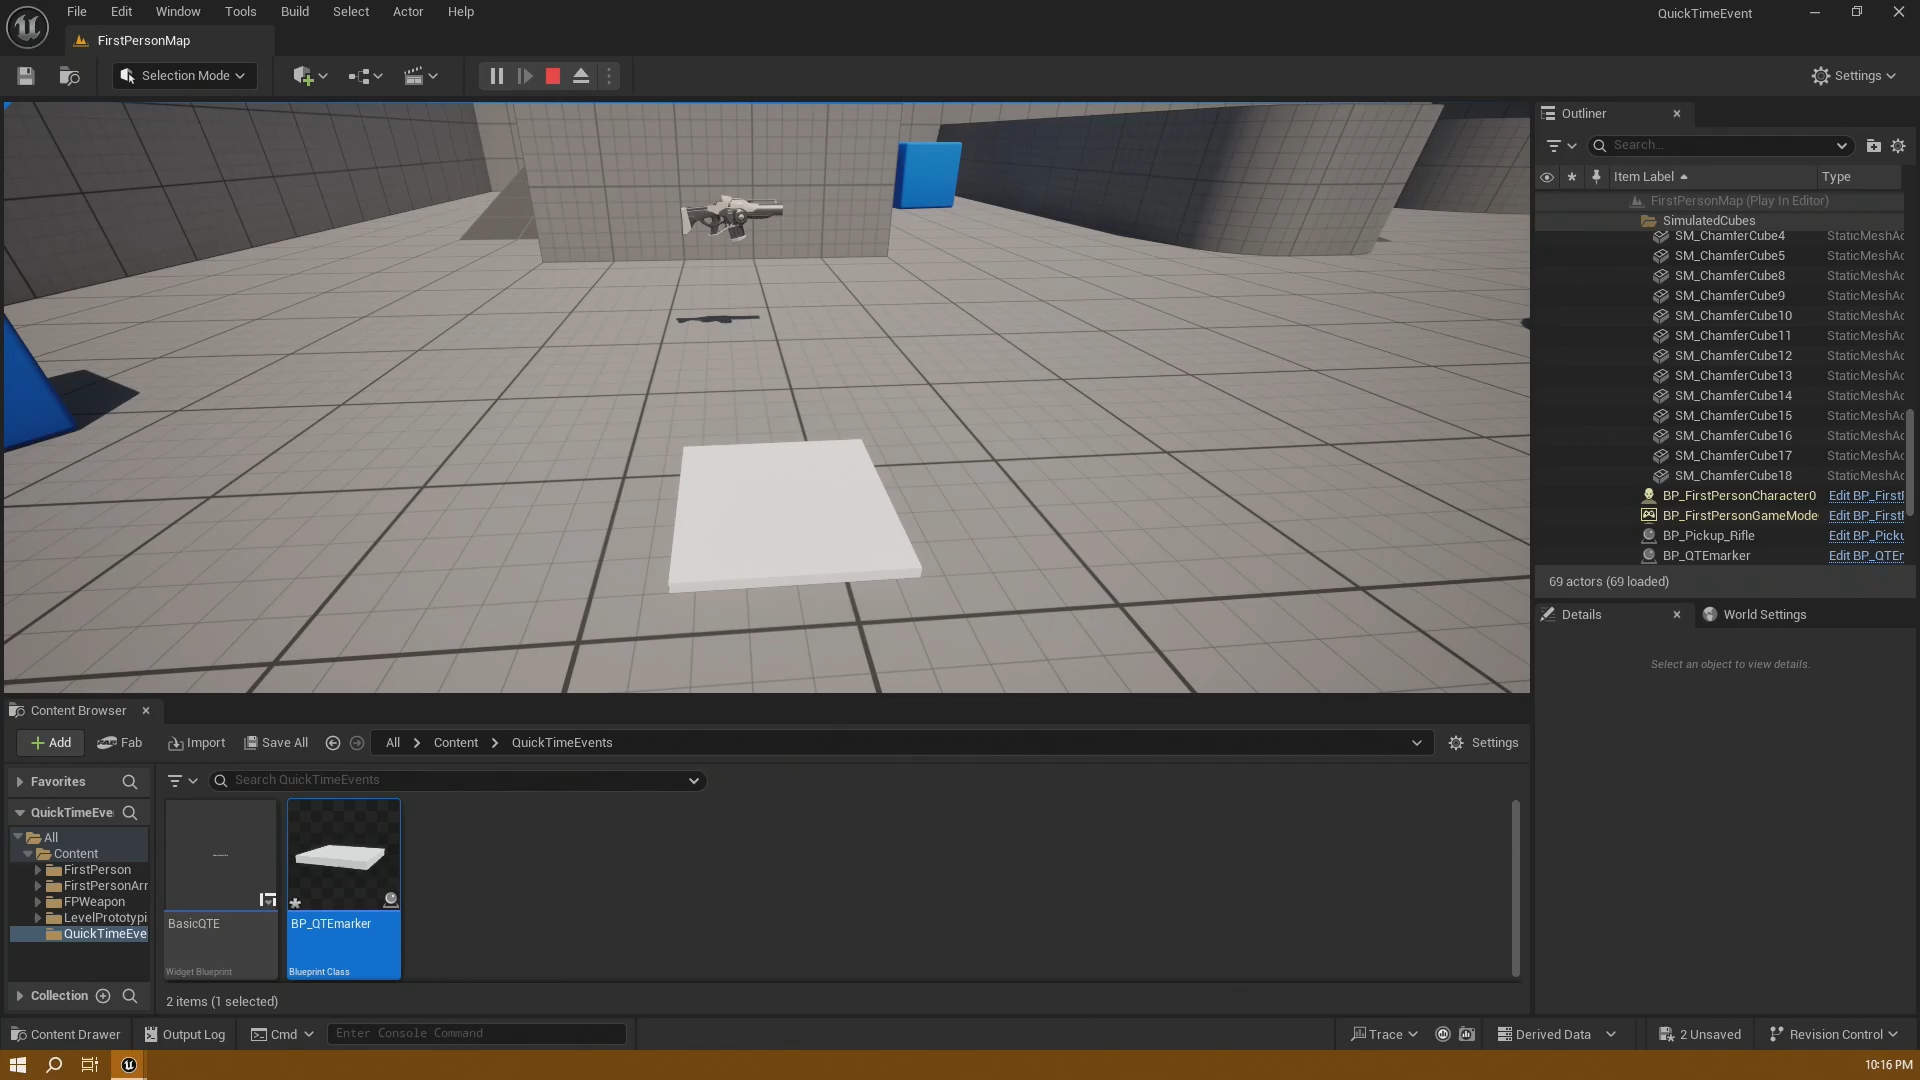 File Edit Window Tools Build Select Actor Help
QuickTimeEvent
FirstPersonMap
Selection Mode
Settings
Outliner
Search...
Item Label Type
FirstPersonMap (Play In Editor)
SimulatedCubes
SM_ChamferCube4 StaticMeshAc
SM_ChamferCube5 StaticMeshAc
SM_ChamferCube8 StaticMeshAc
SM_ChamferCube9 StaticMeshAc
SM_ChamferCube10 StaticMeshAc
SM_ChamferCube11 StaticMeshAc
SM_ChamferCube12 StaticMeshAc
SM_ChamferCube13 StaticMeshAc
SM_ChamferCube14 StaticMeshAc
SM_ChamferCube15 StaticMeshAc
SM_ChamferCube16 StaticMeshAc
SM_ChamferCube17 StaticMeshAc
SM_ChamferCube18 StaticMeshAc
BP_FirstPersonCharacter0 Edit BP_First
BP_FirstPersonGameMode Edit BP_First
BP_Pickup_Rifle Edit BP_Picku
BP_QTEmarker Edit BP_QTE
69 actors (69 loaded)
Details World Settings
Select an object to view details.
Content Browser
Add Fab Import Save All All Content QuickTimeEvents Settings
Favorites
Search QuickTimeEvents
QuickTimeEve
All
Content
FirstPerson
FirstPersonArr
FPWeapon
LevelPrototypi
QuickTimeEve
BasicQTE
Widget Blueprint
BP_QTEmarker
Blueprint Class
Collection
2 items (1 selected)
Content Drawer Output Log Cmd Enter Console Command Trace Derived Data 2 Unsaved Revision Control
10:16 PM